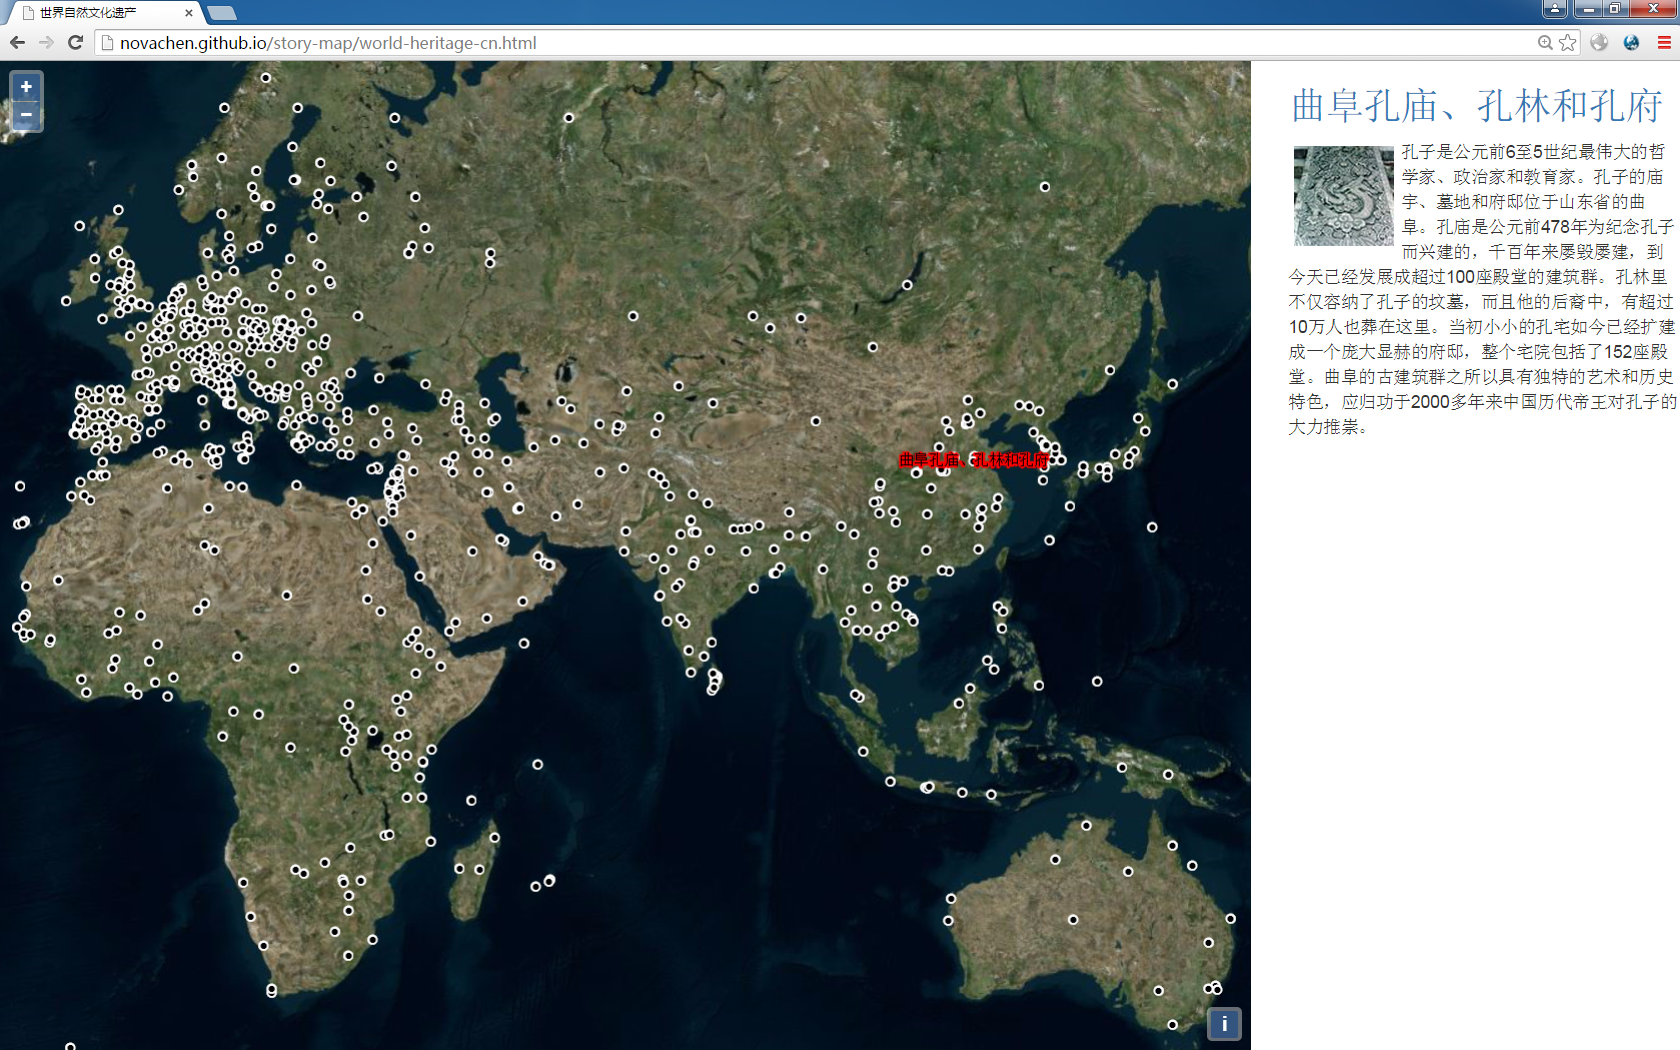 世界自然文化遗产
novachen.github.io/story-map/world-heritage-cn.html
+
−
曲阜孔庙、孔林和孔府
孔子是公元前6至5世纪最伟大的哲
学家、政治家和教育家。孔子的庙
宇、墓地和府邸位于山东省的曲
阜。孔庙是公元前478年为纪念孔子
而兴建的，千百年来屡毁屡建，到
今天已经发展成超过100座殿堂的建筑群。孔林里
不仅容纳了孔子的坟墓，而且他的后裔中，有超过
10万人也葬在这里。当初小小的孔宅如今已经扩建
成一个庞大显赫的府邸，整个宅院包括了152座殿
堂。曲阜的古建筑群之所以具有独特的艺术和历史
特色，应归功于2000多年来中国历代帝王对孔子的
大力推崇。
曲阜孔庙、孔林和孔府
i